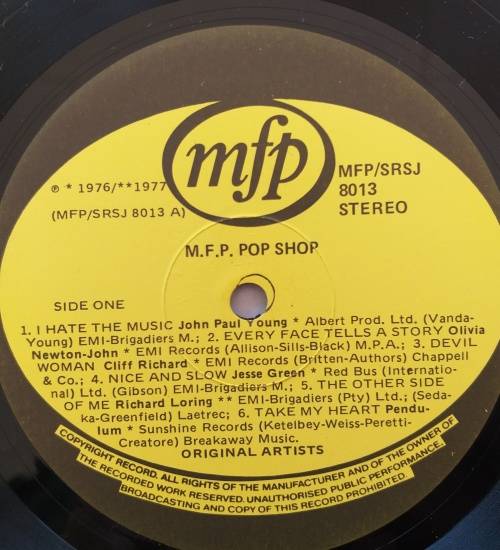 mfp
℗ * 1976/**1977
(MFP/SRSJ 8013 A)
MFP/SRSJ
8013
STEREO
M.F.P. POP SHOP
SIDE ONE
1. I HATE THE MUSIC John Paul Young * Albert Prod. Ltd. (Vanda-
Young) EMI-Brigadiers M.; 2. EVERY FACE TELLS A STORY Olivia
Newton-John * EMI Records (Allison-Sills-Black) M.P.A.; 3. DEVIL
WOMAN Cliff Richard * EMI Records (Britten-Authors) Chappell
& Co.; 4. NICE AND SLOW Jesse Green * Red Bus (Internatio-
nal) Ltd. (Gibson) EMI-Brigadiers M.; 5. THE OTHER SIDE
OF ME Richard Loring ** EMI-Brigadiers (Pty) Ltd.; (Seda-
ka-Greenfield) Laetrec; 6. TAKE MY HEART Pendu-
lum * Sunshine Records (Ketelbey-Weiss-Peretti-
Creatore) Breakaway Music.
ORIGINAL ARTISTS
COPYRIGHT RECORD. ALL RIGHTS OF THE MANUFACTURER AND OF THE OWNER OF
THE RECORDED WORK RESERVED. UNAUTHORISED PUBLIC PERFORMANCE,
BROADCASTING AND COPY OF THIS RECORD PROHIBITED